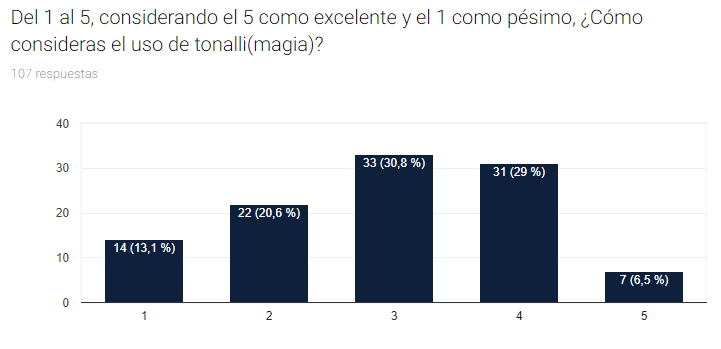 Del 1 al 5, considerando el 5 como excelente y el 1 como pésimo, ¿Cómo
consideras el uso de tonalli(magia)?
107 respuestas
40
30
20
10
0
14 (13,1 %)
22 (20,6 %)
33 (30,8 %)
31 (29 %)
7 (6,5 %)
1 2 3 4 5